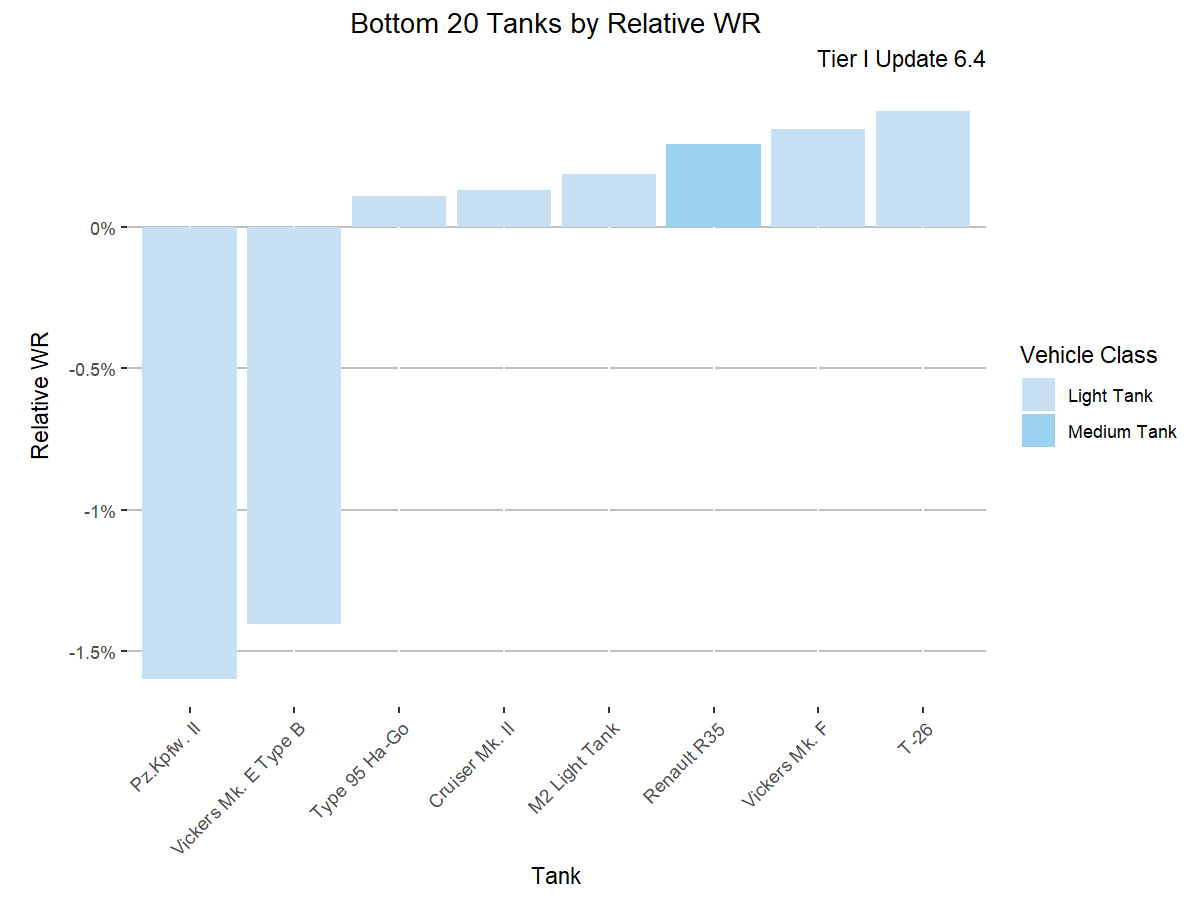 Bottom 20 Tanks by Relative WR
Tier I Update 6.4
0%
-0.5%
-1%
-1.5%
Relative WR
Pz.Kpfw. II
Vickers Mk. E Type B
Type 95 Ha-Go
Cruiser Mk. II
M2 Light Tank
Renault R35
Vickers Mk. F
T-26
Tank
Vehicle Class
Light Tank
Medium Tank